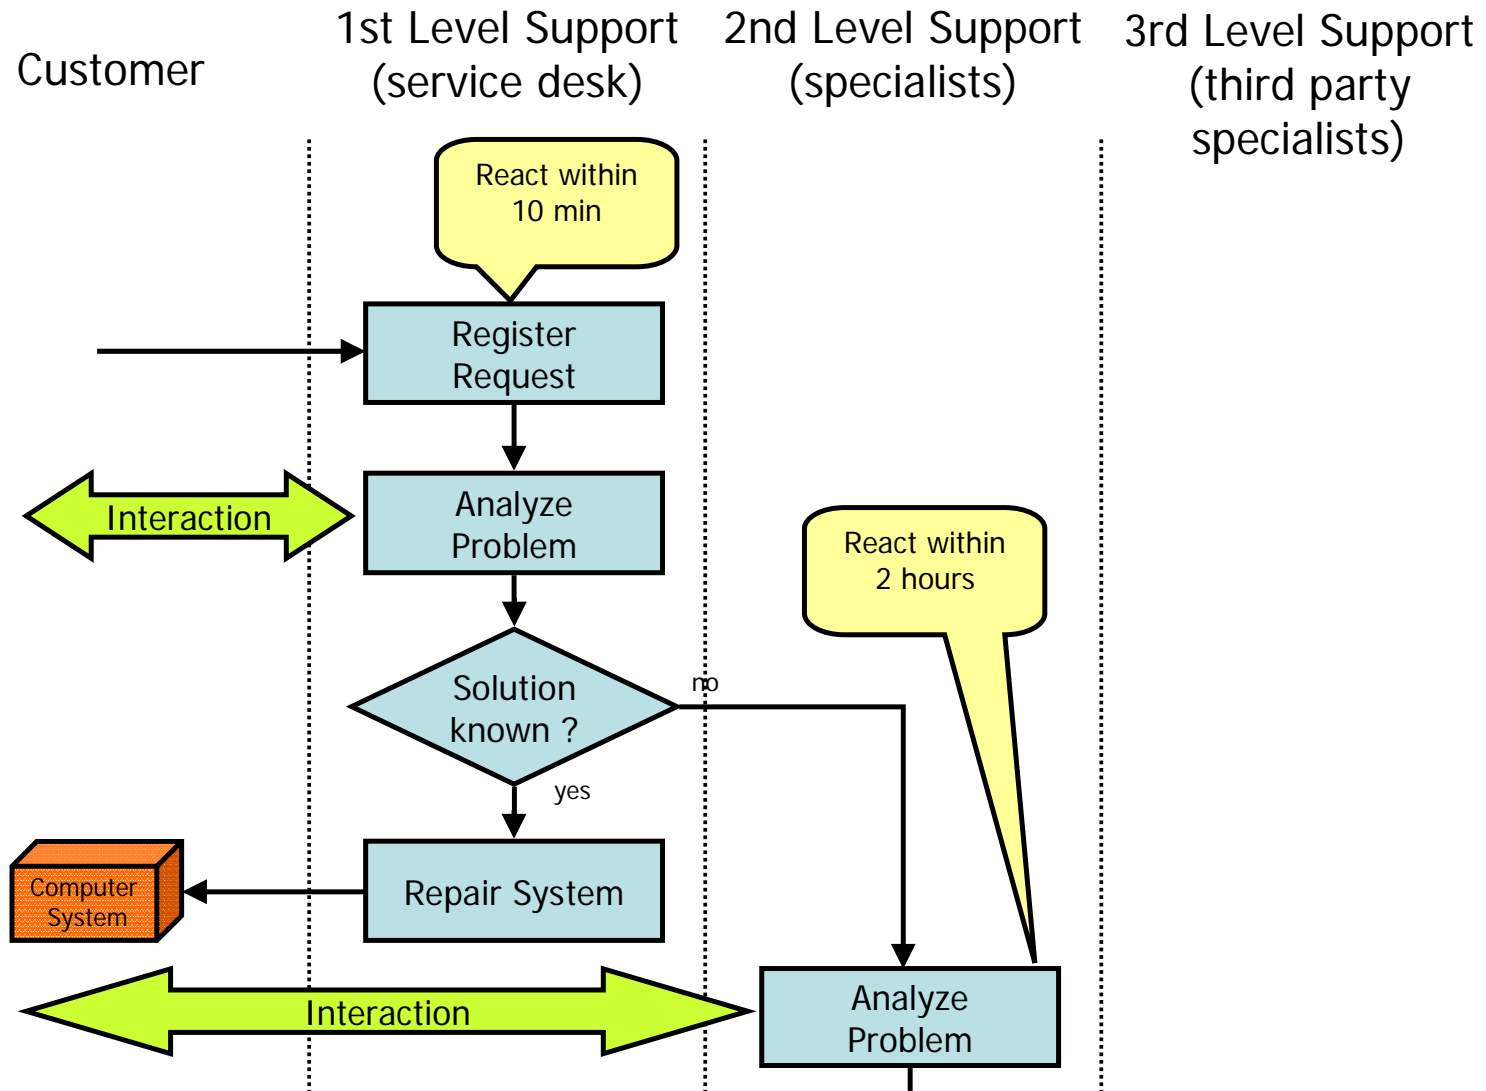 Customer
1st Level Support
(service desk)
2nd Level Support
(specialists)
3rd Level Support
(third party
specialists)
React within
10 min
Register
Request
Interaction
Analyze
Problem
React within
2 hours
Solution
known ?
no
yes
Computer
System
Repair System
Interaction
Analyze
Problem